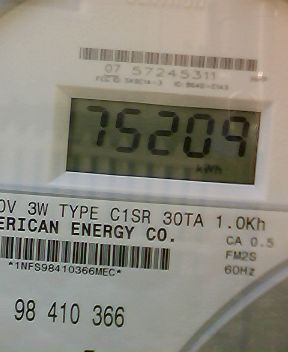 07 57245311
75209
kWh
0V 3W TYPE C1SR 30TA 1.0Kh
ERICAN ENERGY CO.
CA 0.5
*1NFS98410366MEC*
FM2S
60Hz
98 410 366